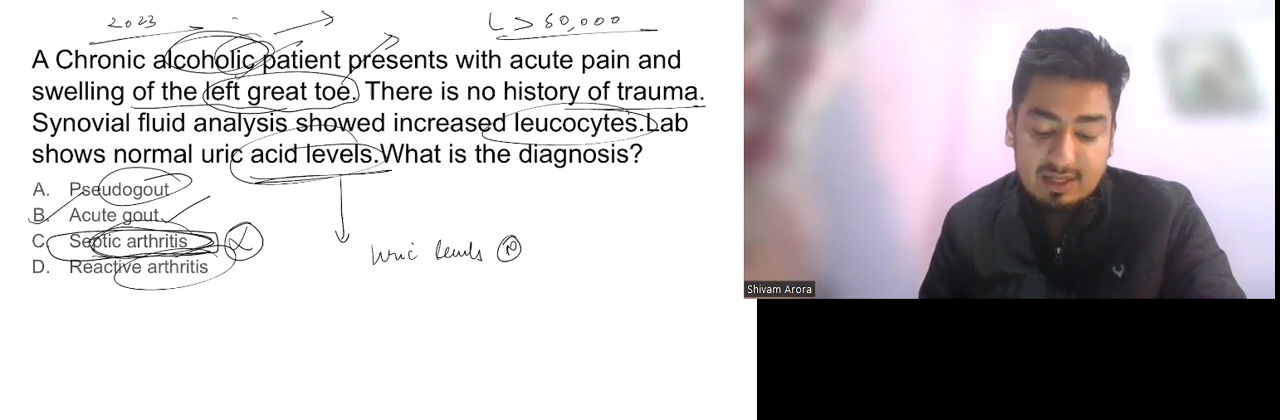 2023 L > 50,000
A Chronic alcoholic patient presents with acute pain and
swelling of the left great toe. There is no history of trauma.
Synovial fluid analysis showed increased leucocytes.Lab
shows normal uric acid levels.What is the diagnosis?
A. Pseudogout
B. Acute gout
C. Septic arthritis
D. Reactive arthritis
Uric levels N
Shivam Arora